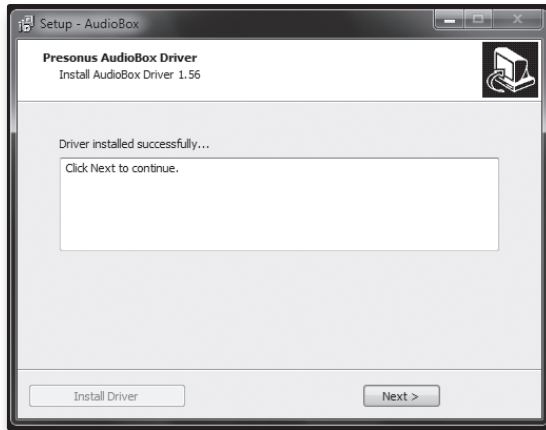 Setup - AudioBox
Presonus AudioBox Driver
Install AudioBox Driver 1.56
Driver installed successfully...
Click Next to continue.
Install Driver
Next >